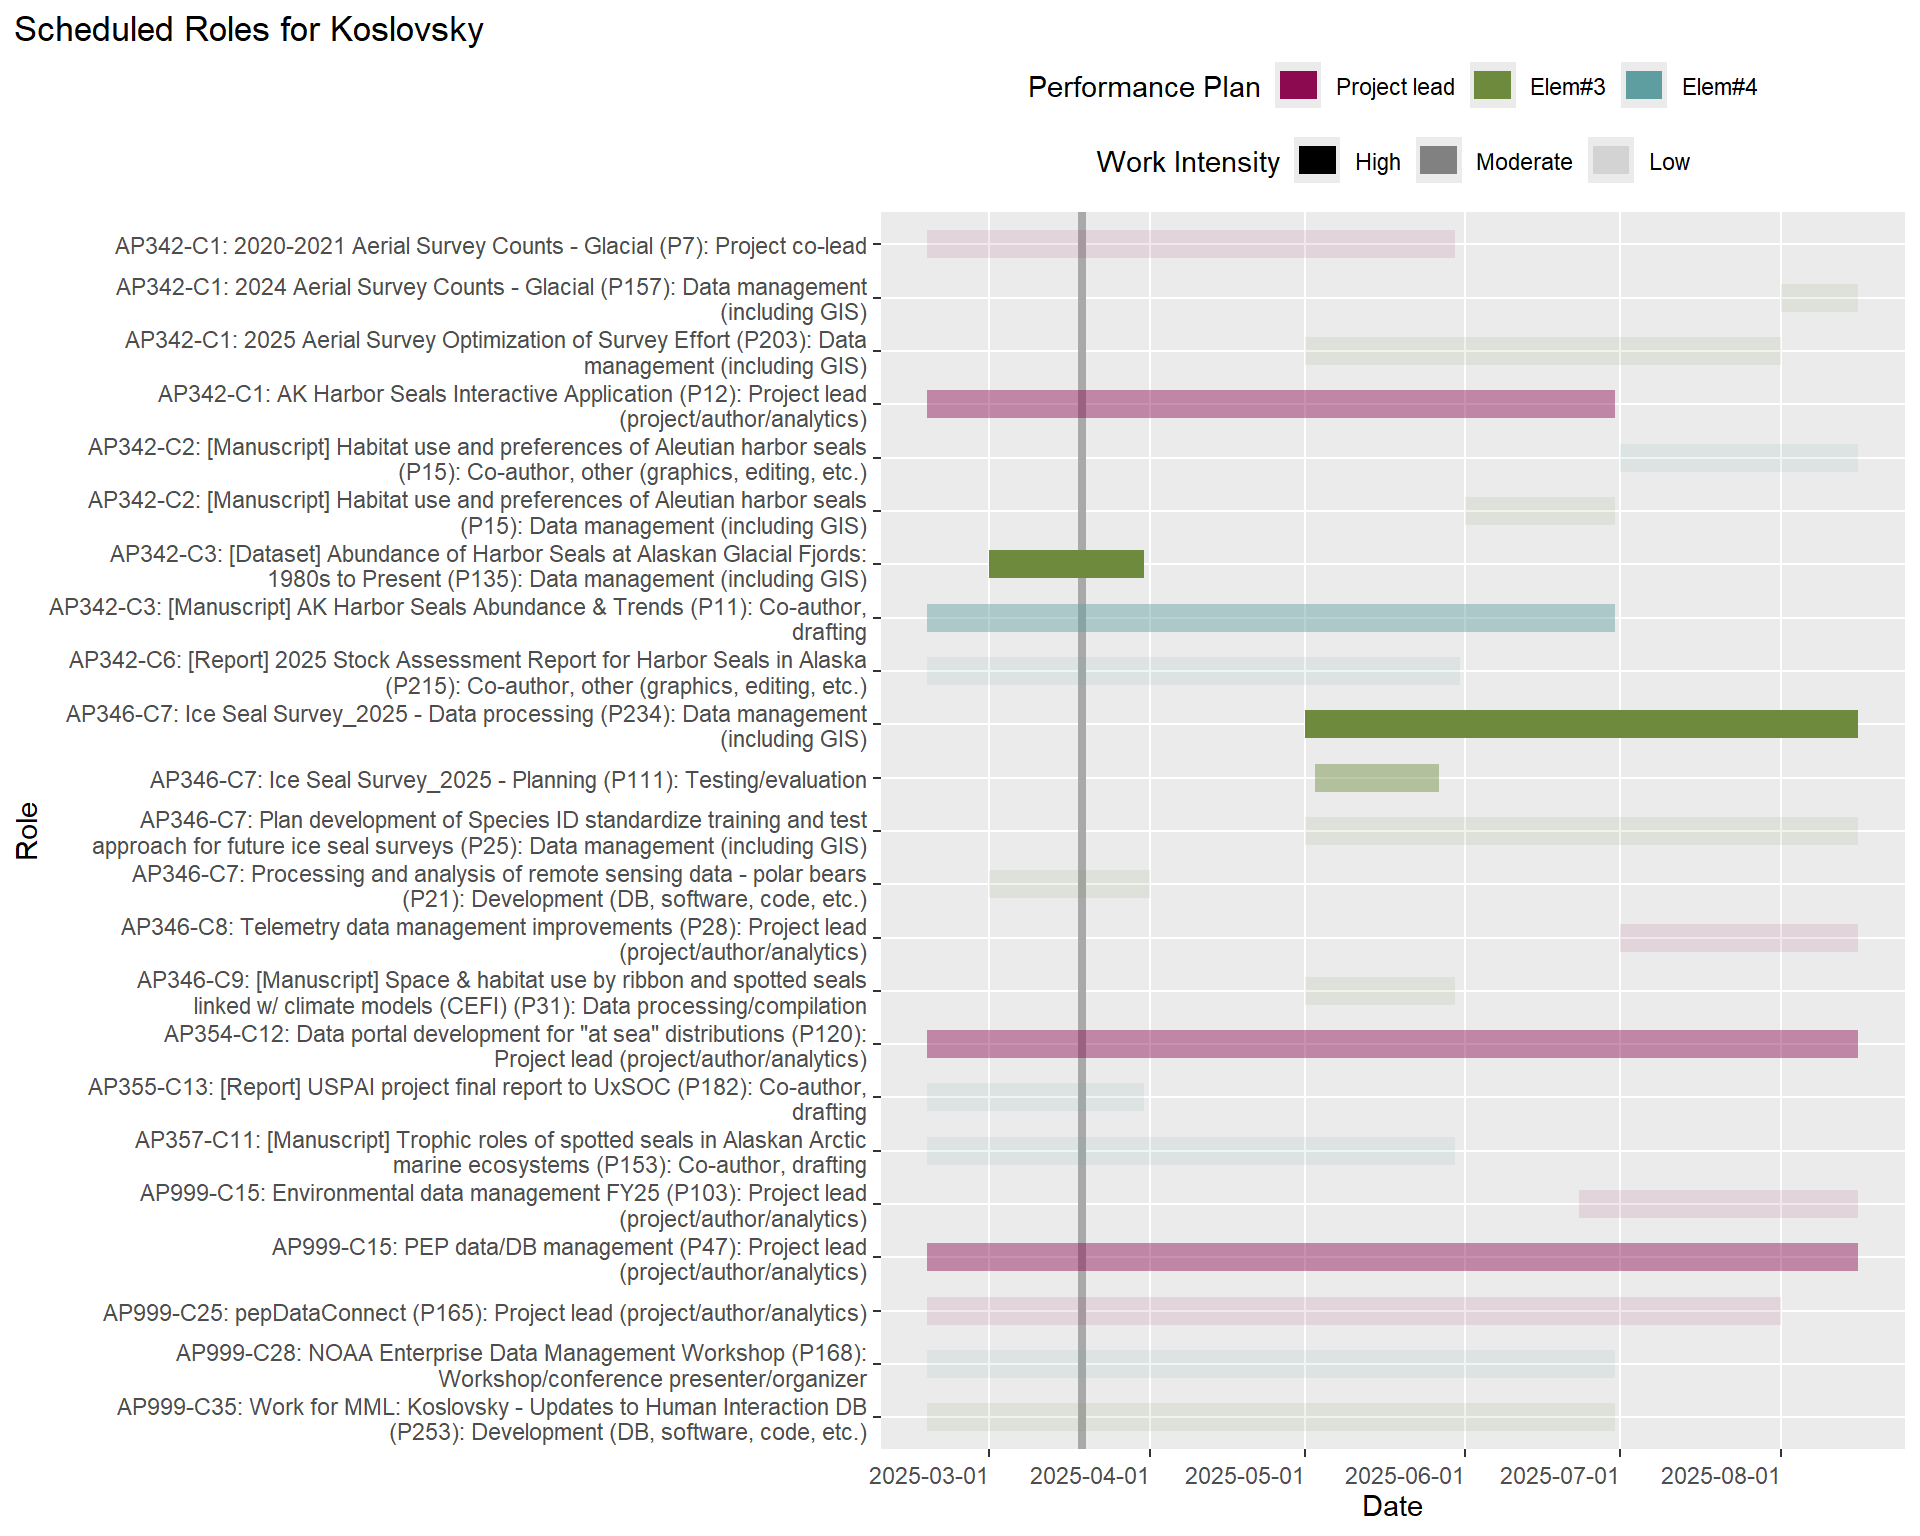 Scheduled Roles for Koslovsky
Performance Plan Project lead Elem#3 Elem#4
Work Intensity High Moderate Low
AP342-C1: 2020-2021 Aerial Survey Counts - Glacial (P7): Project co-lead
AP342-C1: 2024 Aerial Survey Counts - Glacial (P157): Data management
(including GIS)
AP342-C1: 2025 Aerial Survey Optimization of Survey Effort (P203): Data
management (including GIS)
AP342-C1: AK Harbor Seals Interactive Application (P12): Project lead
(project/author/analytics)
AP342-C2: [Manuscript] Habitat use and preferences of Aleutian harbor seals
(P15): Co-author, other (graphics, editing, etc.)
AP342-C2: [Manuscript] Habitat use and preferences of Aleutian harbor seals
(P15): Data management (including GIS)
AP342-C3: [Dataset] Abundance of Harbor Seals at Alaskan Glacial Fjords:
1980s to Present (P135): Data management (including GIS)
AP342-C3: [Manuscript] AK Harbor Seals Abundance & Trends (P11): Co-author,
drafting
AP342-C6: [Report] 2025 Stock Assessment Report for Harbor Seals in Alaska
(P215): Co-author, other (graphics, editing, etc.)
AP346-C7: Ice Seal Survey_2025 - Data processing (P234): Data management
(including GIS)
AP346-C7: Ice Seal Survey_2025 - Planning (P111): Testing/evaluation
AP346-C7: Plan development of Species ID standardize training and test
approach for future ice seal surveys (P25): Data management (including GIS)
AP346-C7: Processing and analysis of remote sensing data - polar bears
(P21): Development (DB, software, code, etc.)
AP346-C8: Telemetry data management improvements (P28): Project lead
(project/author/analytics)
AP346-C9: [Manuscript] Space & habitat use by ribbon and spotted seals
linked w/ climate models (CEFI) (P31): Data processing/compilation
AP354-C12: Data portal development for "at sea" distributions (P120):
Project lead (project/author/analytics)
AP355-C13: [Report] USPAI project final report to UxSOC (P182): Co-author,
drafting
AP357-C11: [Manuscript] Trophic roles of spotted seals in Alaskan Arctic
marine ecosystems (P153): Co-author, drafting
AP999-C15: Environmental data management FY25 (P103): Project lead
(project/author/analytics)
AP999-C15: PEP data/DB management (P47): Project lead
(project/author/analytics)
AP999-C25: pepDataConnect (P165): Project lead (project/author/analytics)
AP999-C28: NOAA Enterprise Data Management Workshop (P168):
Workshop/conference presenter/organizer
AP999-C35: Work for MML: Koslovsky - Updates to Human Interaction DB
(P253): Development (DB, software, code, etc.)
Role
2025-03-01 2025-04-01 2025-05-01 2025-06-01 2025-07-01 2025-08-01
Date